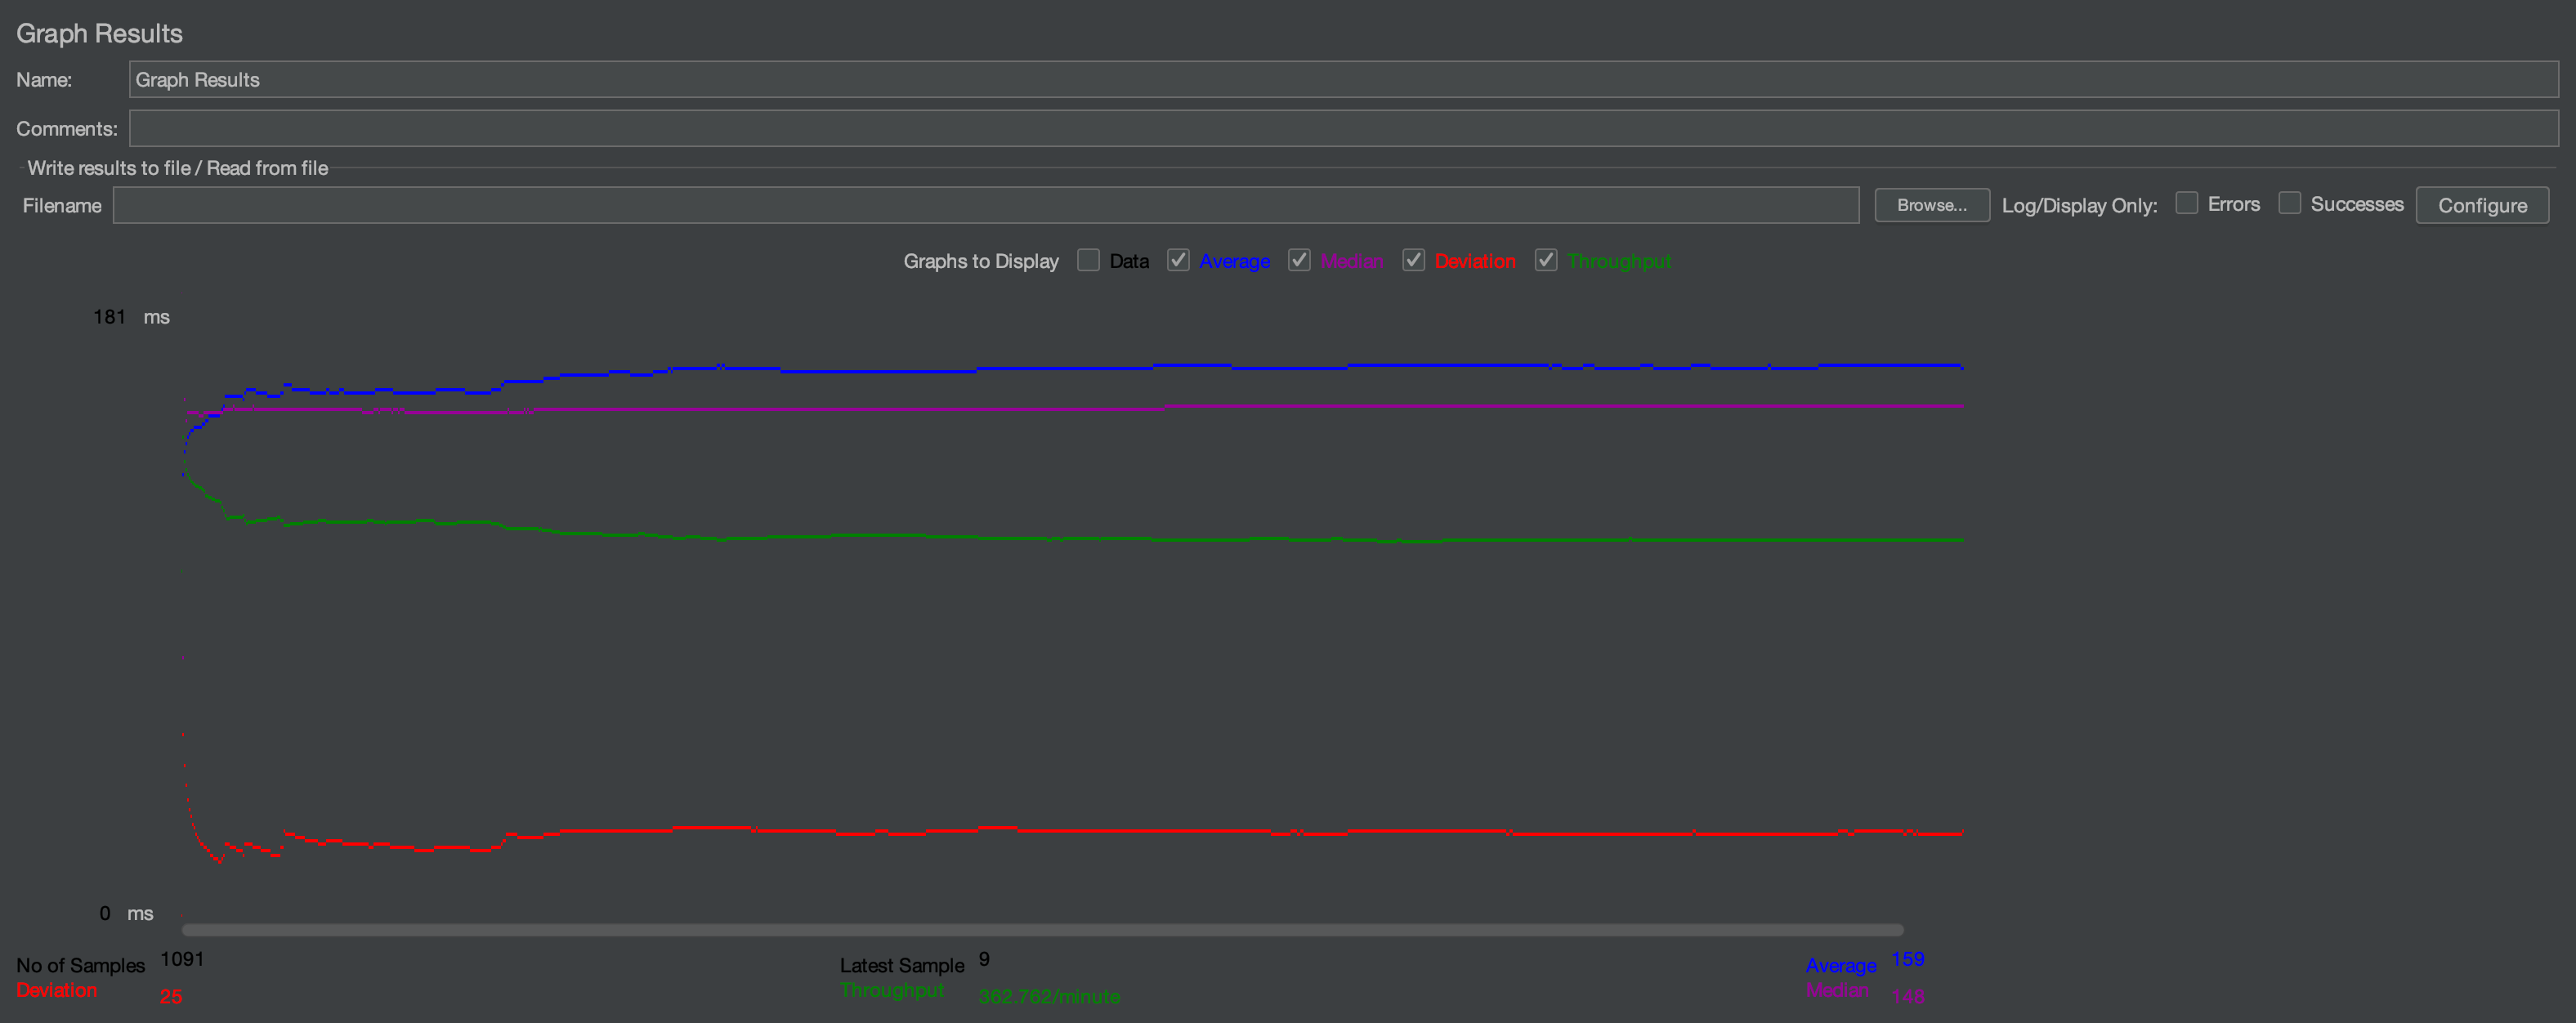 Graph Results
Name: Graph Results
Comments:
Write results to file / Read from file
Filename Browse... Log/Display Only: Errors Successes Configure
Graphs to Display Data Average Median Deviation Throughput
181 ms
0 ms
No of Samples 1091 Latest Sample 9 Average 159
Deviation 25 Throughput 362.762/minute Median 148